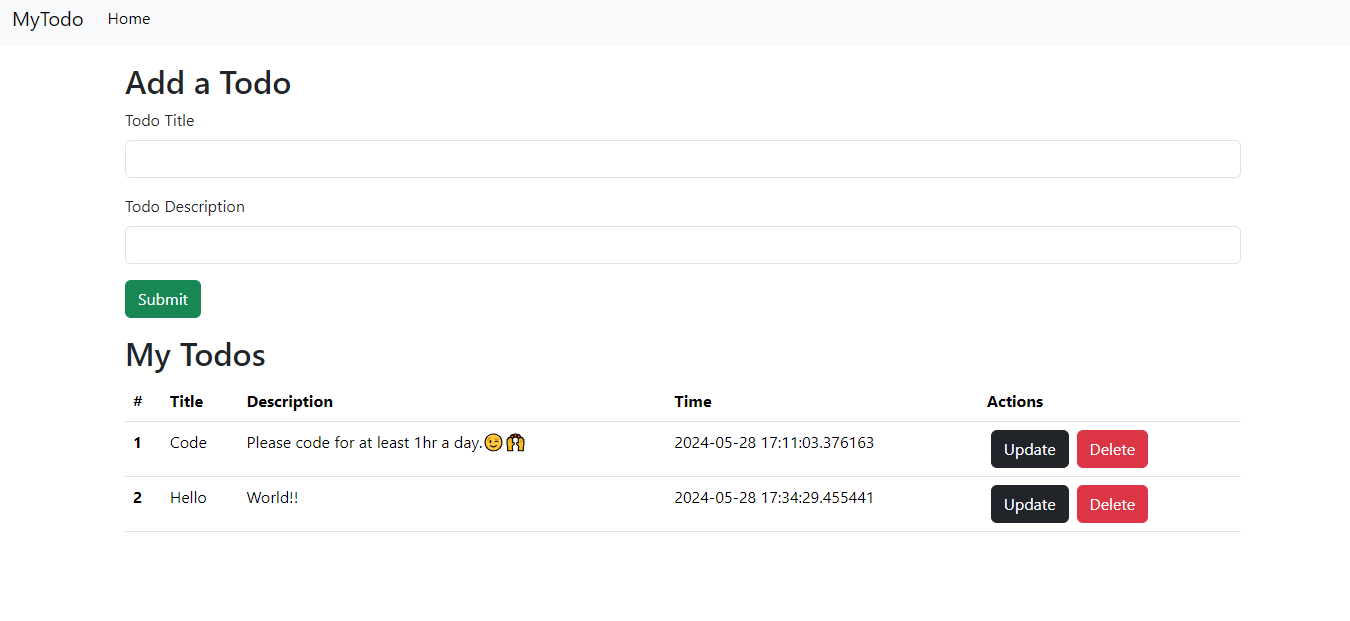 MyTodo Home
Add a Todo
Todo Title
Todo Description
Submit
My Todos
# Title Description Time Actions
1 Code Please code for at least 1hr a day.😉🙌 2024-05-28 17:11:03.376163 Update Delete
2 Hello World!! 2024-05-28 17:34:29.455441 Update Delete